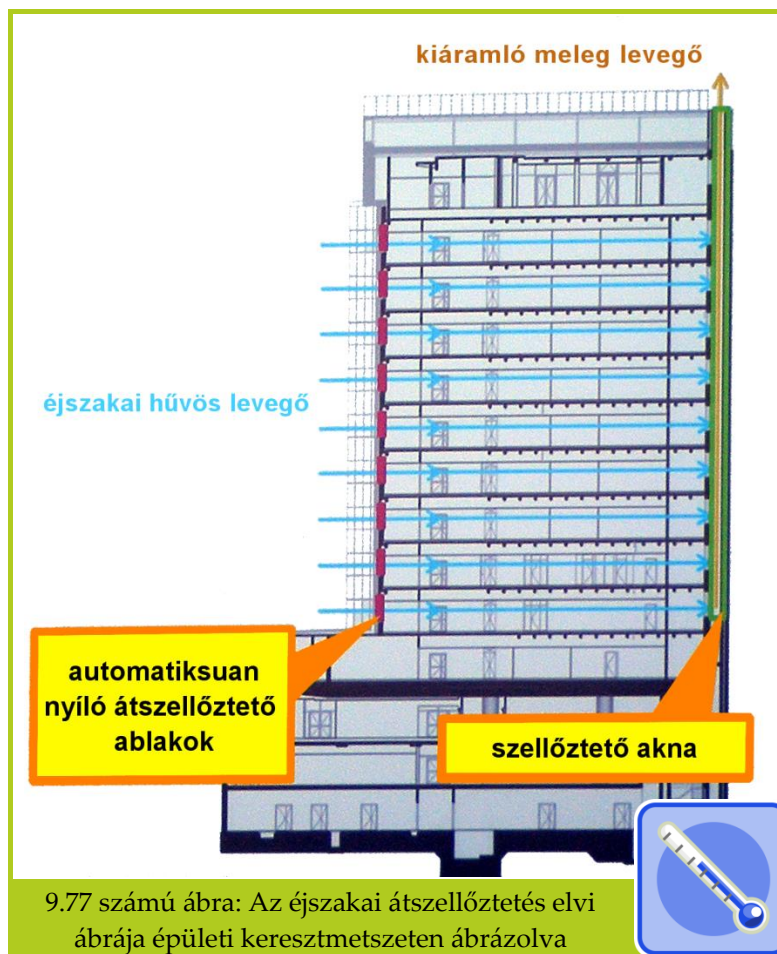 kiáramló meleg levegő
éjszakai hűvös levegő
automatiksuan
nyíló átszellőztető
ablakok
szellőztető akna
9.77 számú ábra: Az éjszakai átszellőztetés elvi
ábrája épületi keresztmetszeten ábrázolva